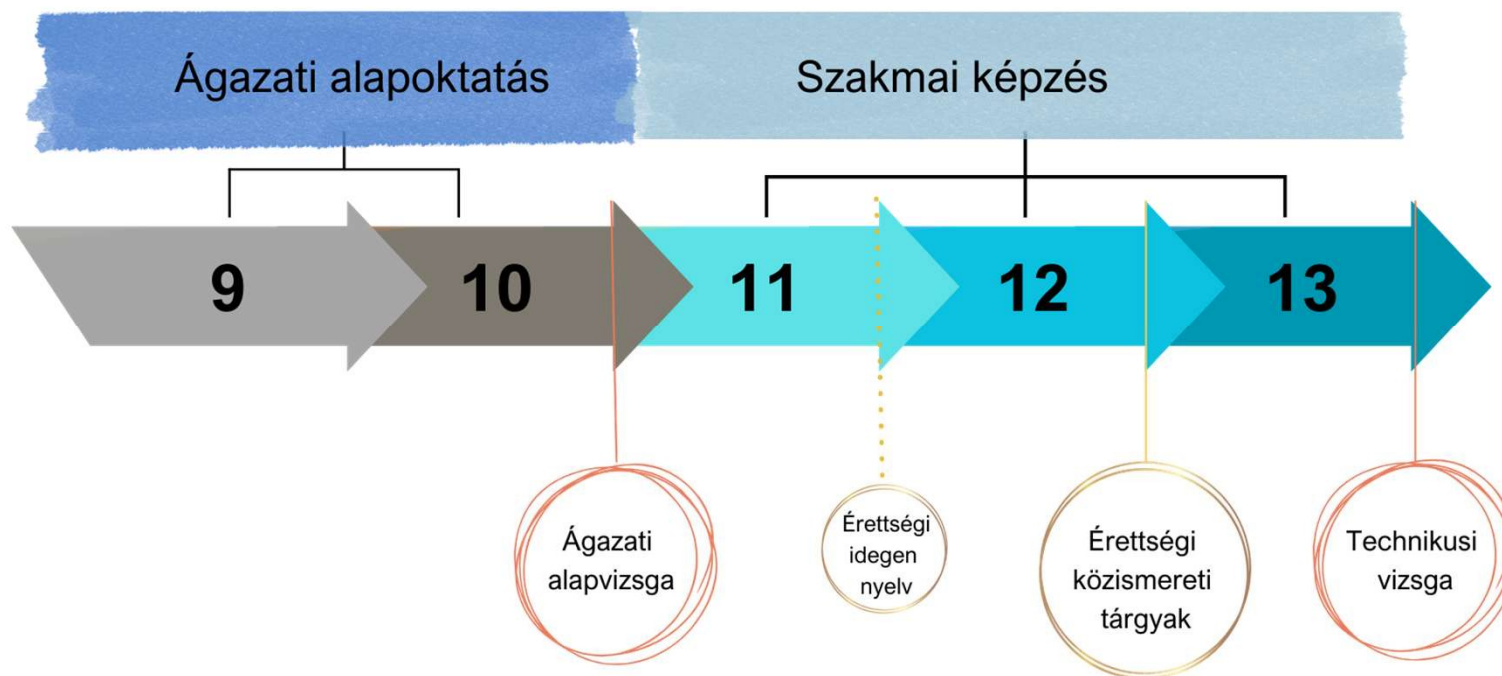 Ágazati alapoktatás
Szakmai képzés
9
10
11
12
13
Ágazati
alapvizsga
Érettségi
idegen
nyelv
Érettségi
közismereti
tárgyak
Technikusi
vizsga